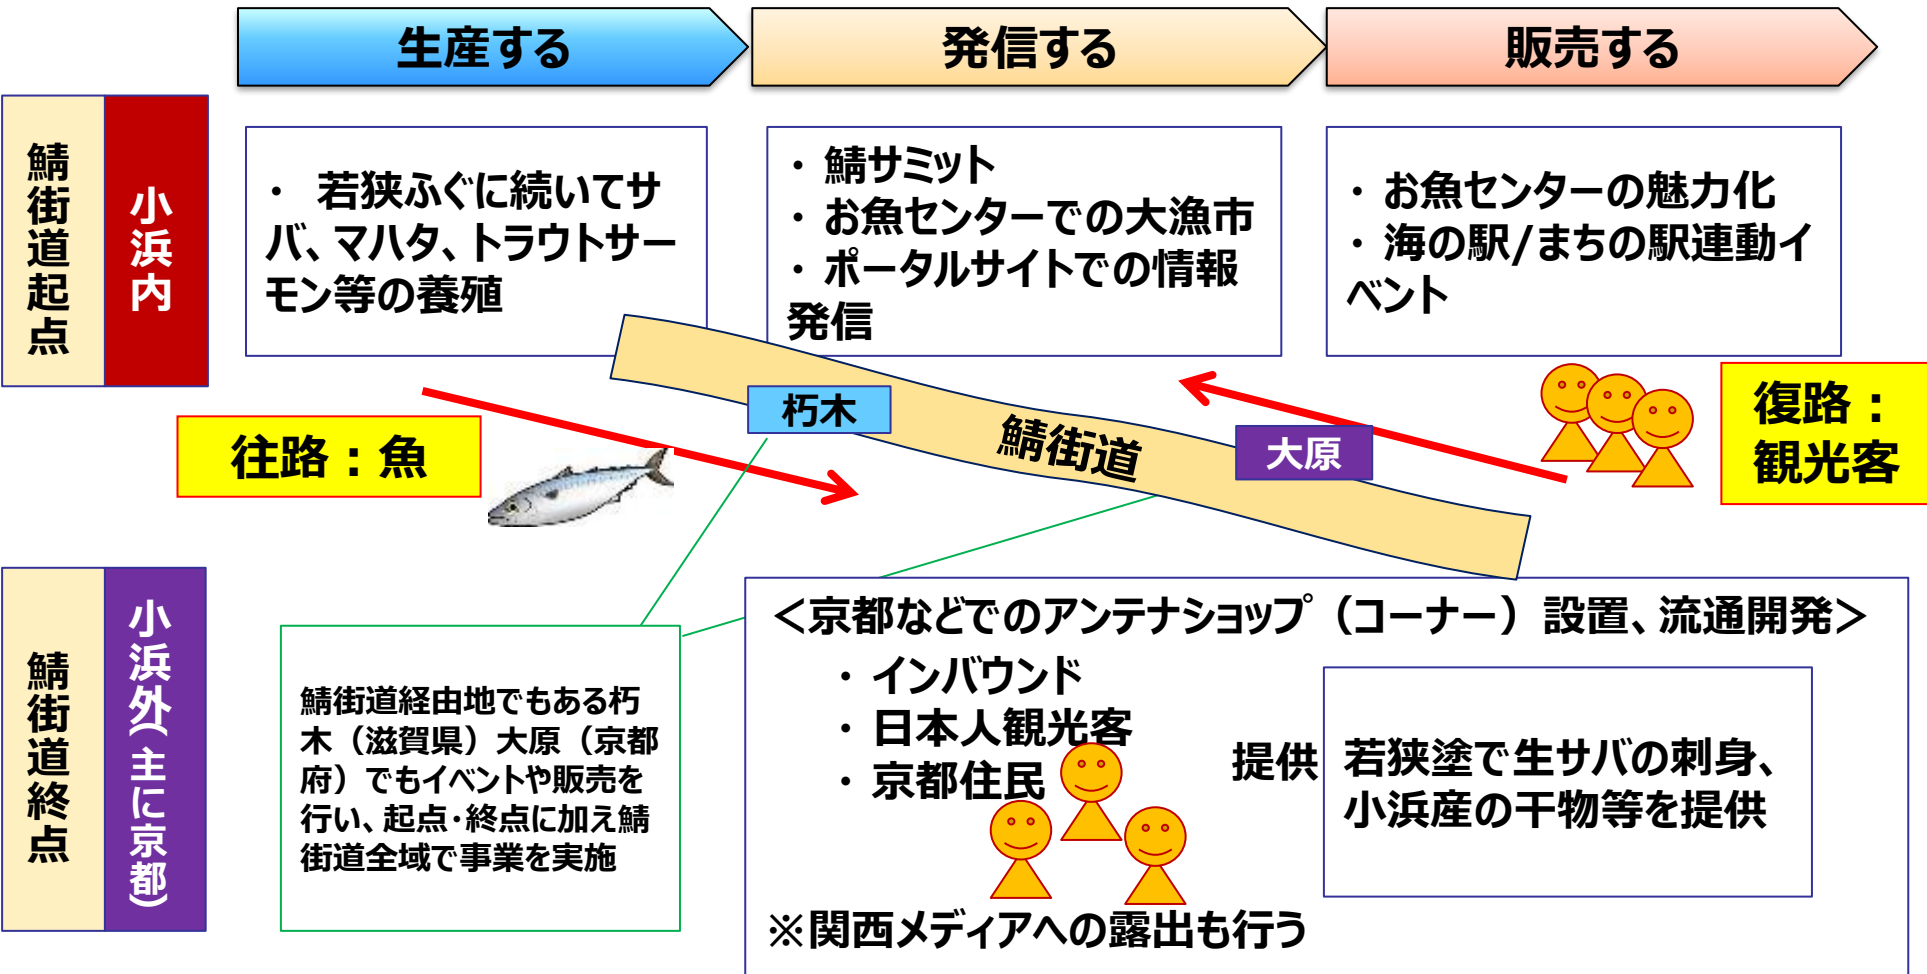 生産する
発信する
販売する
鯖街道起点
小浜内
・ 若狭ふぐに続いてサ
バ、マハタ、トラウトサー
モン等の養殖
・ 鯖サミット
・ お魚センターでの大漁市
・ ポータルサイトでの情報
発信
・ お魚センターの魅力化
・ 海の駅/まちの駅連動イ
ベント
往路：魚
朽木
鯖街道
大原
復路：
観光客
鯖街道終点
小浜外（主に京都）
鯖街道経由地でもある朽
木（滋賀県）大原（京都
府）でもイベントや販売を
行い、起点・終点に加え鯖
街道全域で事業を実施
＜京都などでのアンテナショップ（コーナー）設置、流通開発＞
・ インバウンド
・ 日本人観光客
・ 京都住民
提供
若狭塗で生サバの刺身、
小浜産の干物等を提供
※関西メディアへの露出も行う